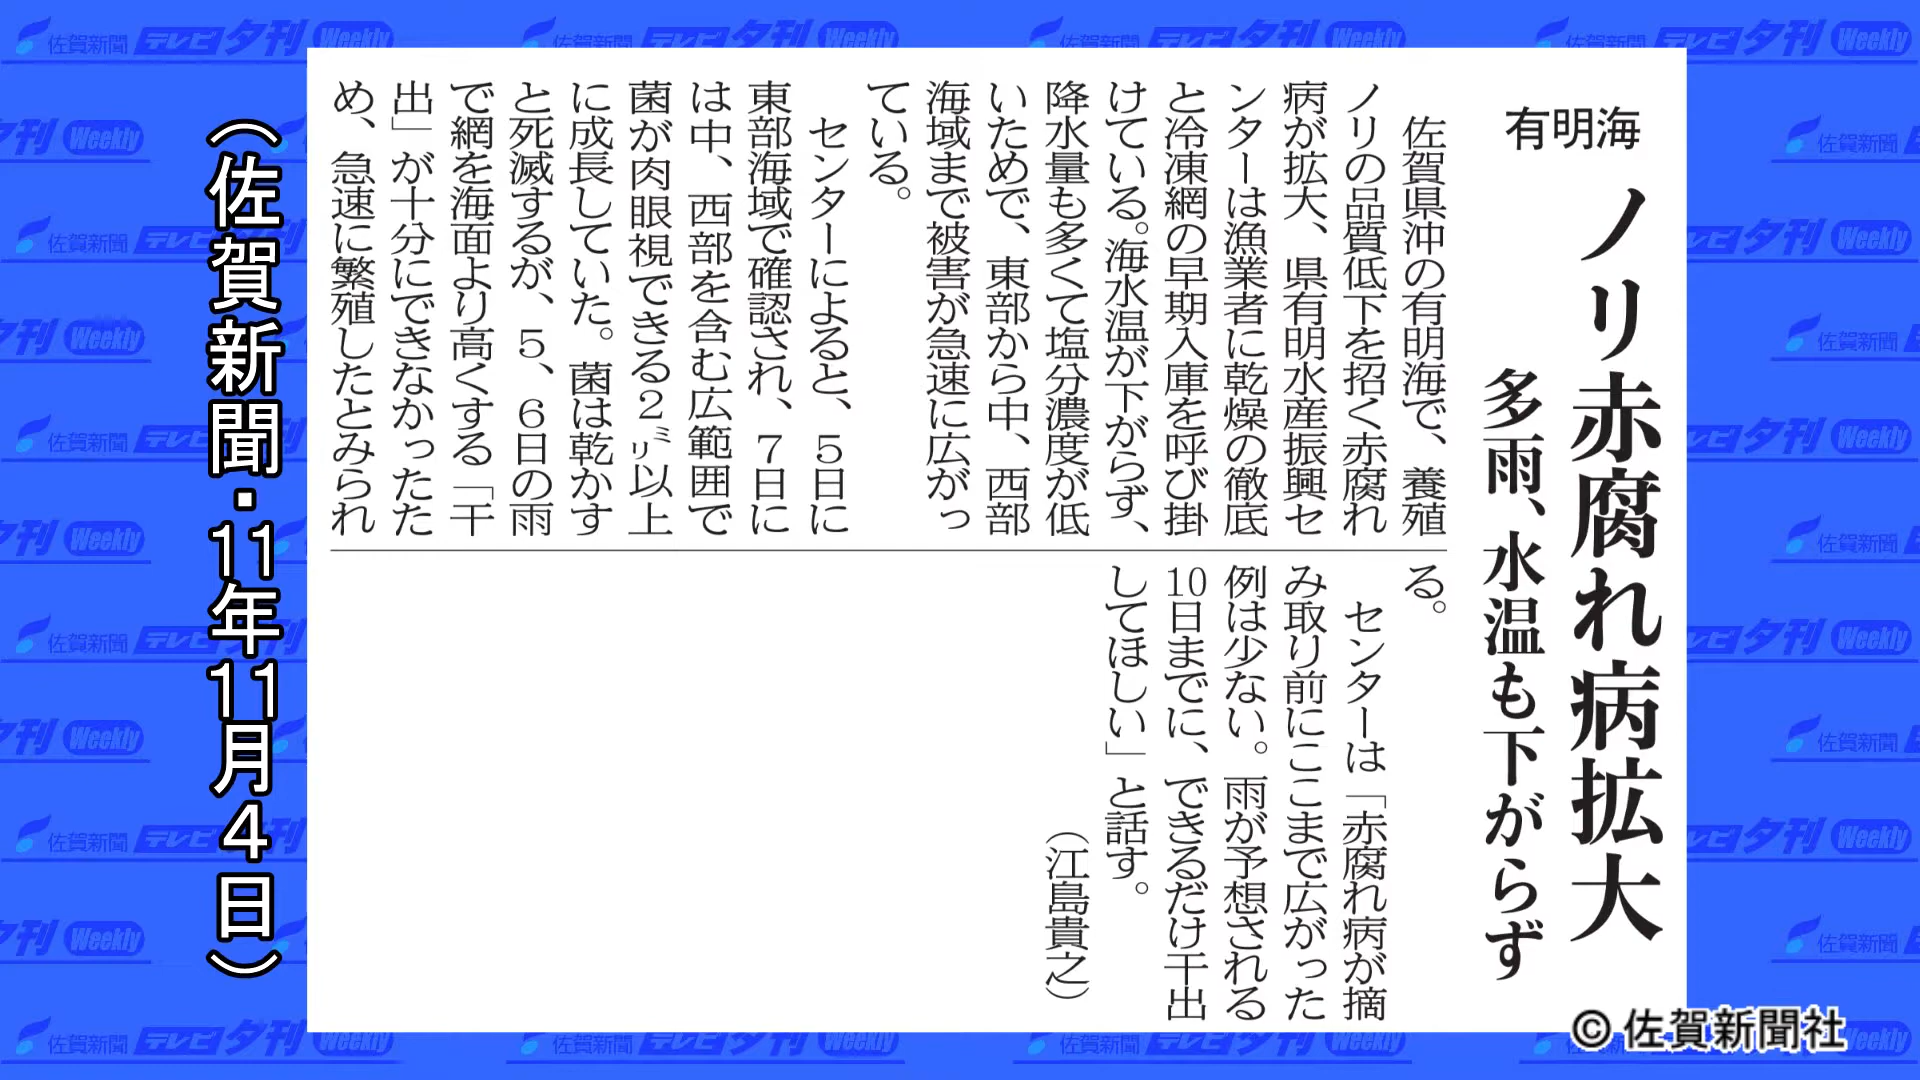 有明海
ノリ赤腐れ病拡大
多雨、水温も下がらず
佐賀県沖の有明海で、養殖
ノリの品質低下を招く赤腐れ
病が拡大、県有明水産振興セ
ンターは漁業者に乾燥の徹底
と冷凍網の早期入庫を呼び掛
けている。海水温が下がらず、
降水量も多くて塩分濃度が低
いためで、東部から中、西部
海域まで被害が急速に広がっ
ている。
センターによると、5日に
東部海域で確認され、7日に
は中、西部を含む広範囲で
菌が肉眼視できる2㍉以上
に成長していた。菌は乾かす
と死滅するが、5、6日の雨
で網を海面より高くする「干
出」が十分にできなかったた
め、急速に繁殖したとみられ
る。
センターは「赤腐れ病が摘
み取り前にここまで広がった
例は少ない。雨が予想される
10日までに、できるだけ干出
してほしい」と話す。
（江島貴之）
（佐賀新聞・11年11月4日）
© 佐賀新聞社
佐賀新聞 テレビ夕刊 Weekly